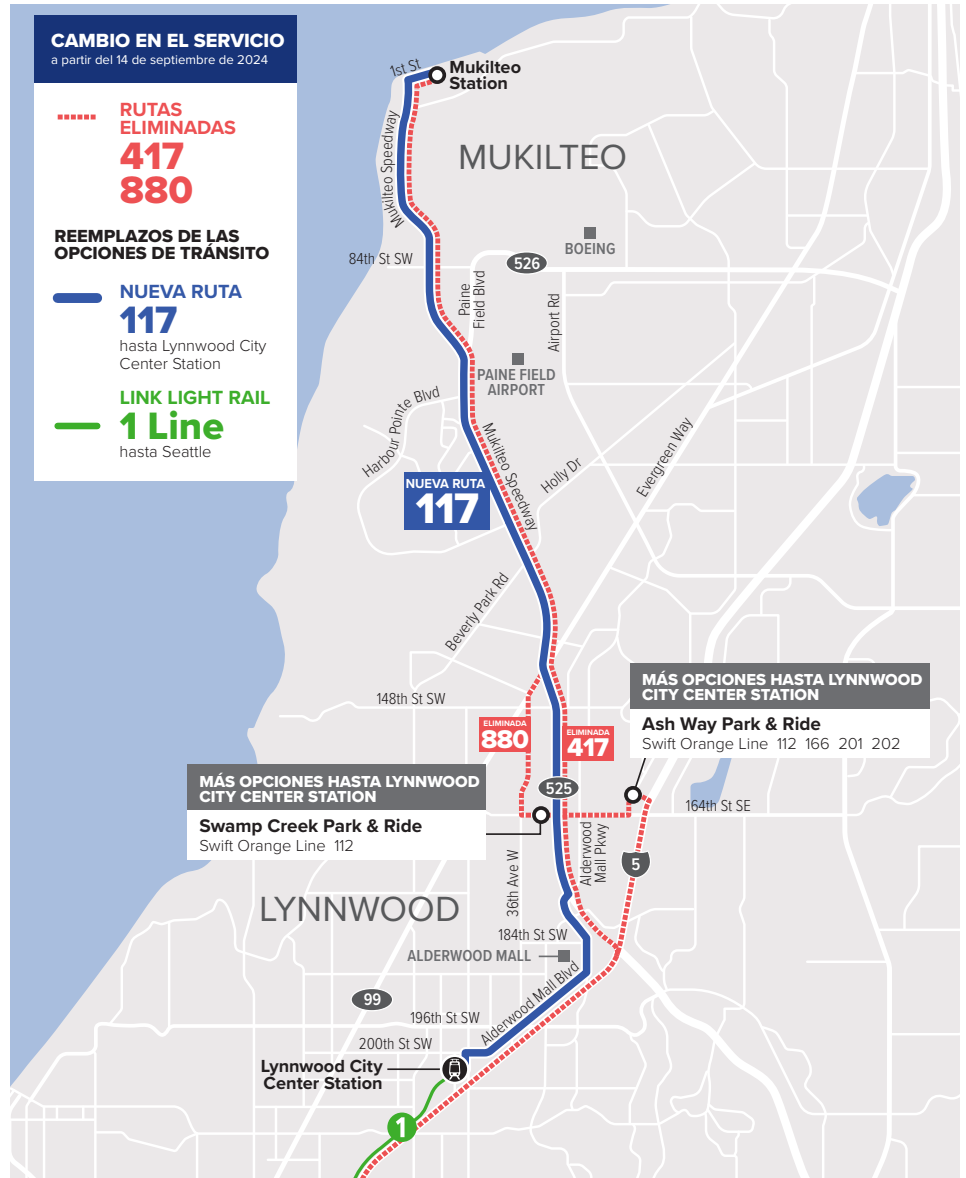 CAMBIO EN EL SERVICIO
a partir del 14 de septiembre de 2024
RUTAS
ELIMINADAS
417
880
REEMPLAZOS DE LAS
OPCIONES DE TRÁNSITO
NUEVA RUTA
117
hasta Lynnwood City
Center Station
LINK LIGHT RAIL
1 Line
hasta Seattle
1st St
Mukilteo
Station
Mukilteo Speedway
MUKILTEO
BOEING
84th St SW
526
Paine
Field Blvd
Airport Rd
PAINE FIELD
AIRPORT
Harbour Pointe Blvd
Mukilteo Speedway
Holly Dr
Evergreen Way
NUEVA RUTA
117
Beverly Park Rd
148th St SW
ELIMINADA
880
ELIMINADA
417
MÁS OPCIONES HASTA LYNNWOOD
CITY CENTER STATION
Ash Way Park & Ride
Swift Orange Line 112 166 201 202
MÁS OPCIONES HASTA LYNNWOOD
CITY CENTER STATION
Swamp Creek Park & Ride
Swift Orange Line 112
525
164th St SE
36th Ave W
Alderwood
Mall Pkwy
5
LYNNWOOD
184th St SW
ALDERWOOD MALL
Alderwood Mall Blvd
99
196th St SW
200th St SW
Lynnwood City
Center Station
1